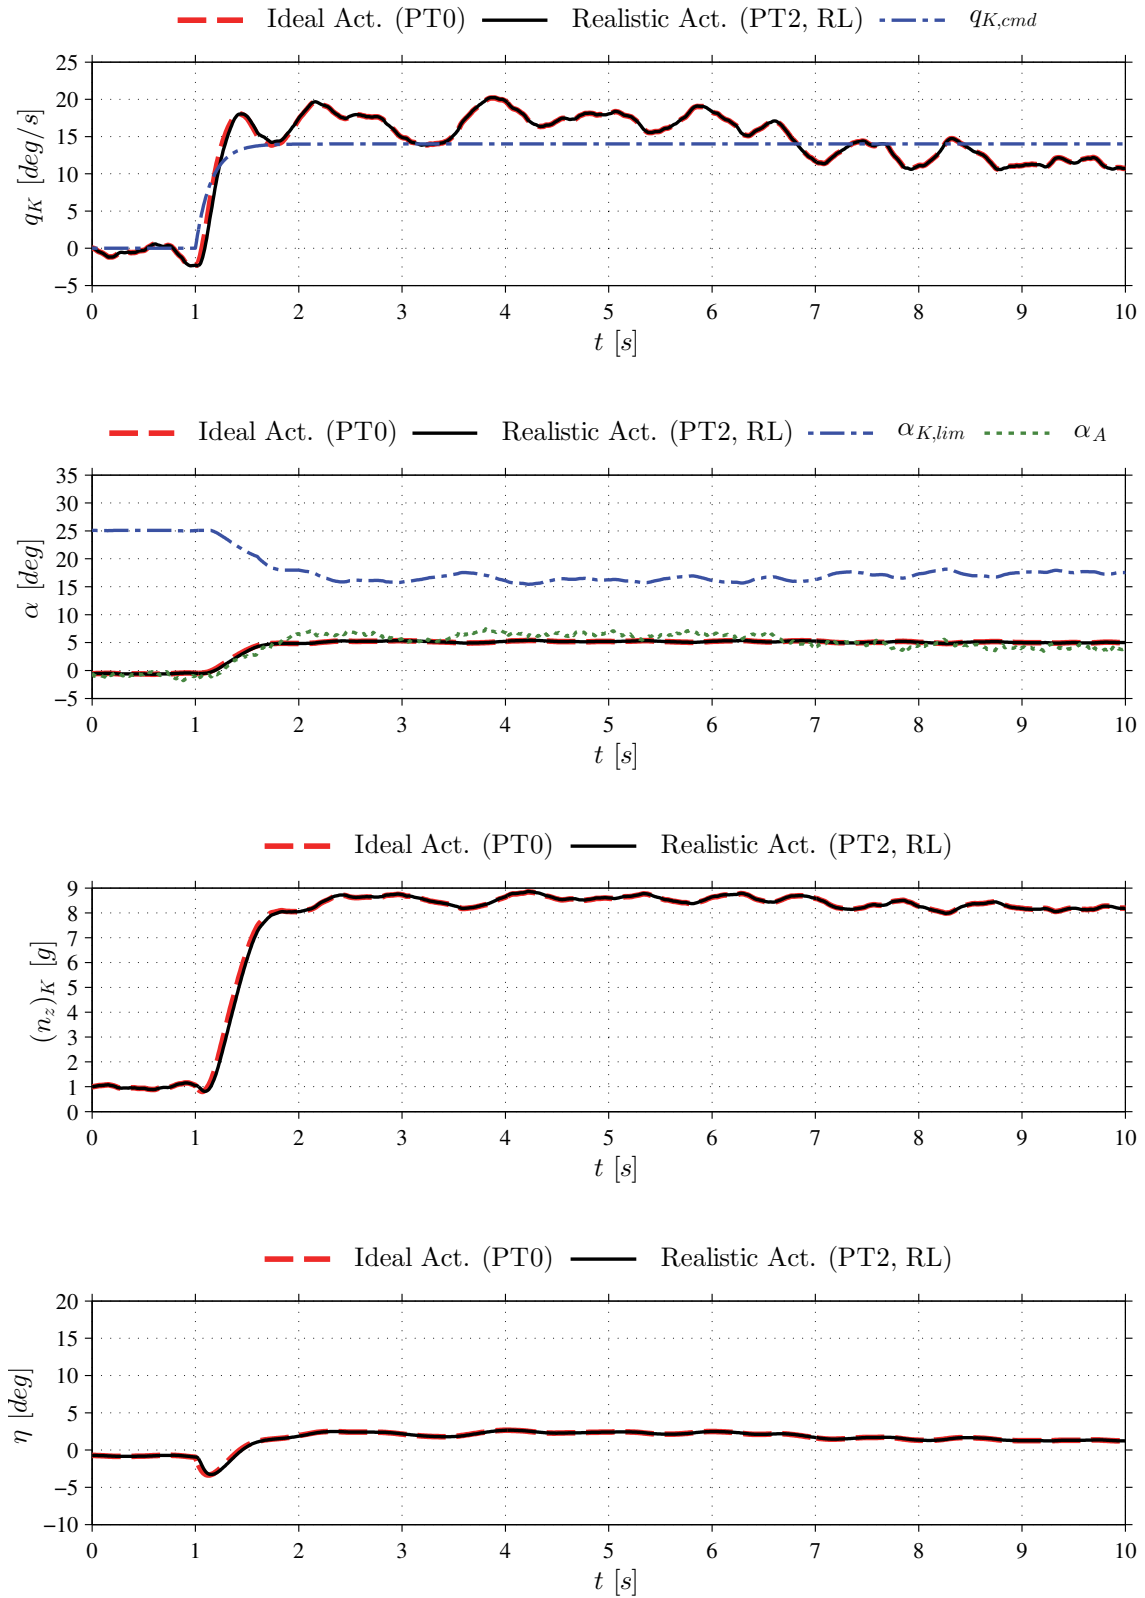 Ideal Act. (PT0) Realistic Act. (PT2, RL) q_{K,cmd}
25
20
15
10
5
0
−5
q_K [deg/s]
0 1 2 3 4 5 6 7 8 9 10
t [s]
Ideal Act. (PT0) Realistic Act. (PT2, RL) α_{K,lim} α_A
35
30
25
20
15
10
5
0
−5
α [deg]
0 1 2 3 4 5 6 7 8 9 10
t [s]
Ideal Act. (PT0) Realistic Act. (PT2, RL)
9
8
7
6
5
4
3
2
1
0
(n_z)_K [g]
0 1 2 3 4 5 6 7 8 9 10
t [s]
Ideal Act. (PT0) Realistic Act. (PT2, RL)
20
15
10
5
0
−5
−10
η [deg]
0 1 2 3 4 5 6 7 8 9 10
t [s]